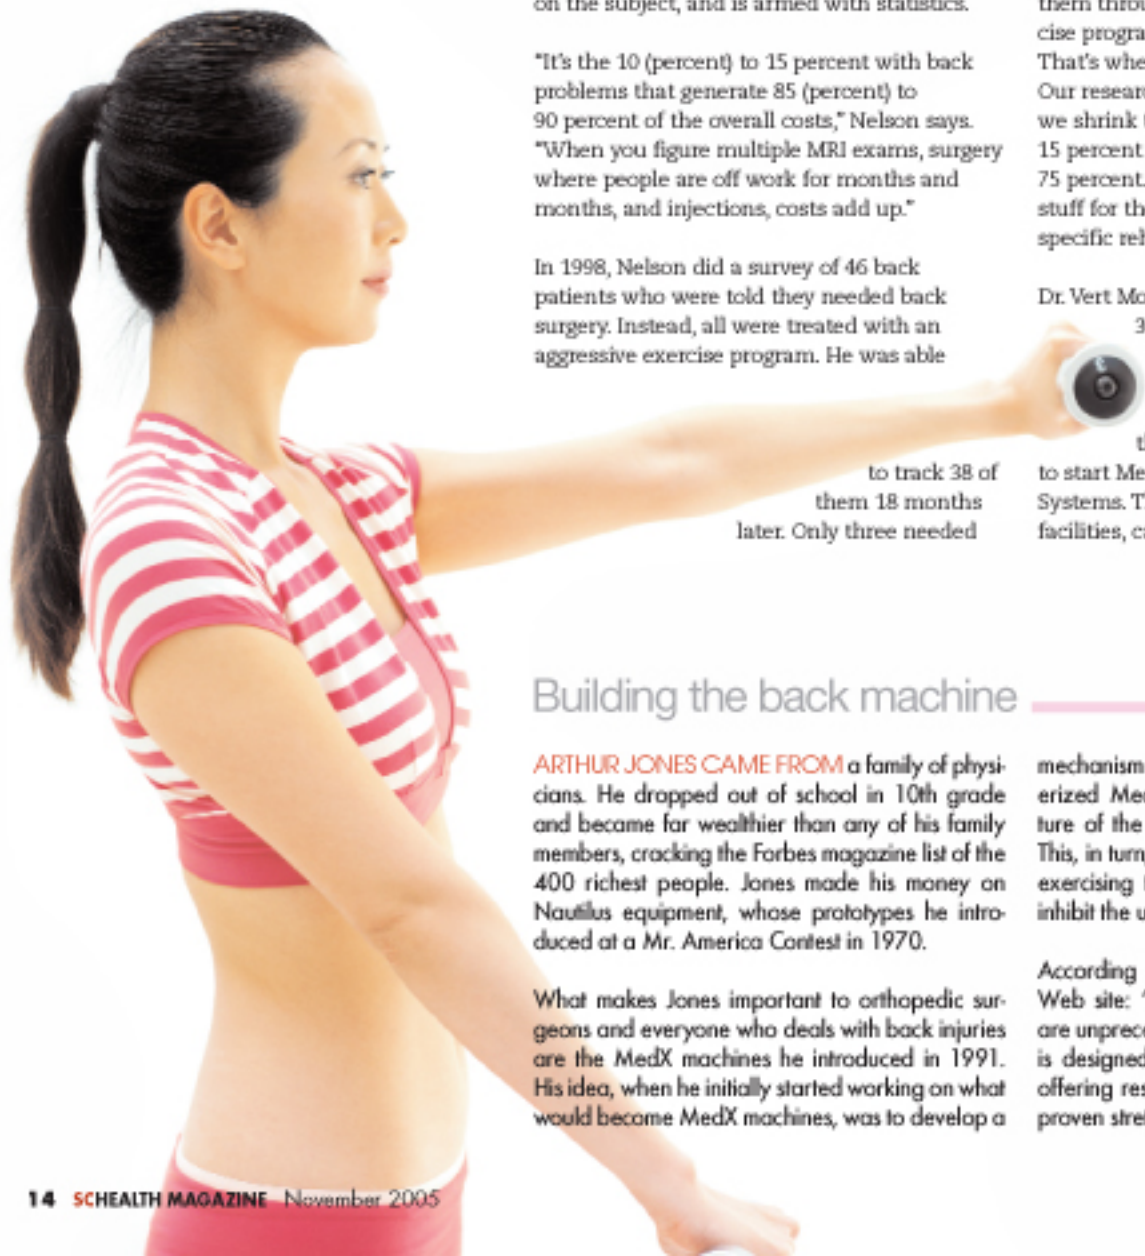 on the subject, and is armed with statistics.
"It's the 10 (percent) to 15 percent with back
problems that generate 85 (percent) to
90 percent of the overall costs," Nelson says.
"When you figure multiple MRI exams, surgery
where people are off work for months and
months, and injections, costs add up."
In 1998, Nelson did a survey of 46 back
patients who were told they needed back
surgery. Instead, all were treated with an
aggressive exercise program. He was able
to track 38 of
them 18 months
later. Only three needed
them throu
cise progra
That's whe
Our resear
we shrink
15 percent
75 percent.
stuff for th
specific reh
Dr. Vert Mo
3
th
to start Me
Systems. T
facilities, c
Building the back machine
ARTHUR JONES CAME FROM a family of physi-
cians. He dropped out of school in 10th grade
and became far wealthier than any of his family
members, cracking the Forbes magazine list of the
400 richest people. Jones made his money on
Nautilus equipment, whose prototypes he intro-
duced at a Mr. America Contest in 1970.
What makes Jones important to orthopedic sur-
geons and everyone who deals with back injuries
are the MedX machines he introduced in 1991.
His idea, when he initially started working on what
would become MedX machines, was to develop a
mechanism
erized Me
ture of the
This, in turn
exercising
inhibit the u
According
Web site:
are unprec
is designed
offering res
proven stre
14 SCHEALTH MAGAZINE November 2005